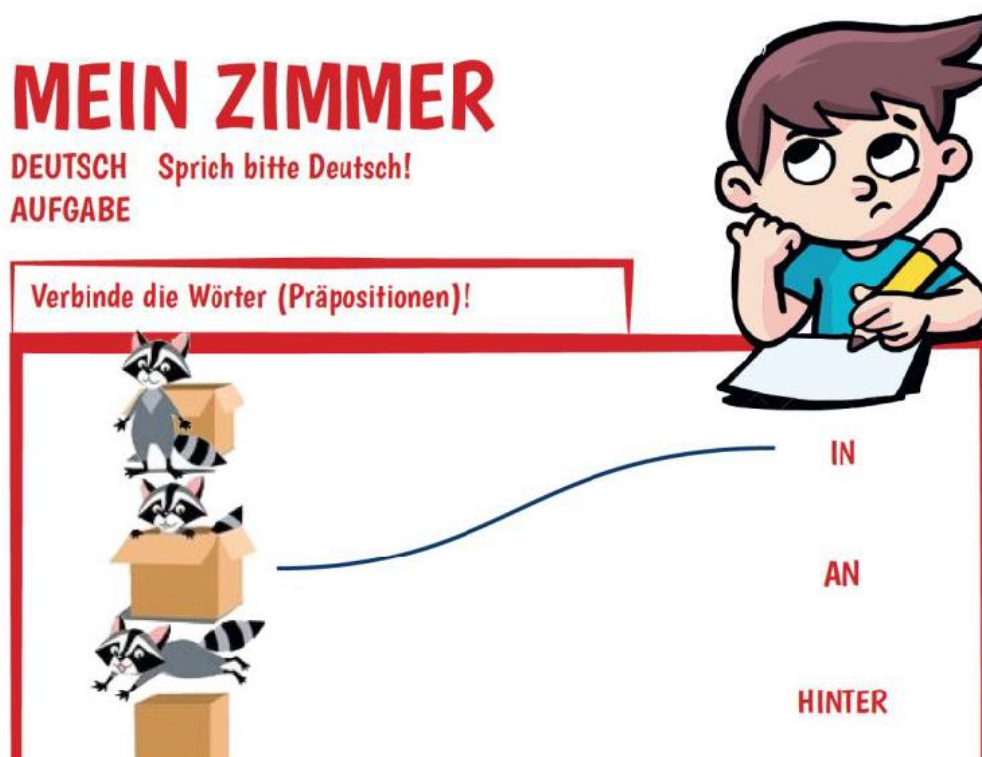 MEIN ZIMMER
DEUTSCH Sprich bitte Deutsch!
AUFGABE
Verbinde die Wörter (Präpositionen)!
IN
AN
HINTER